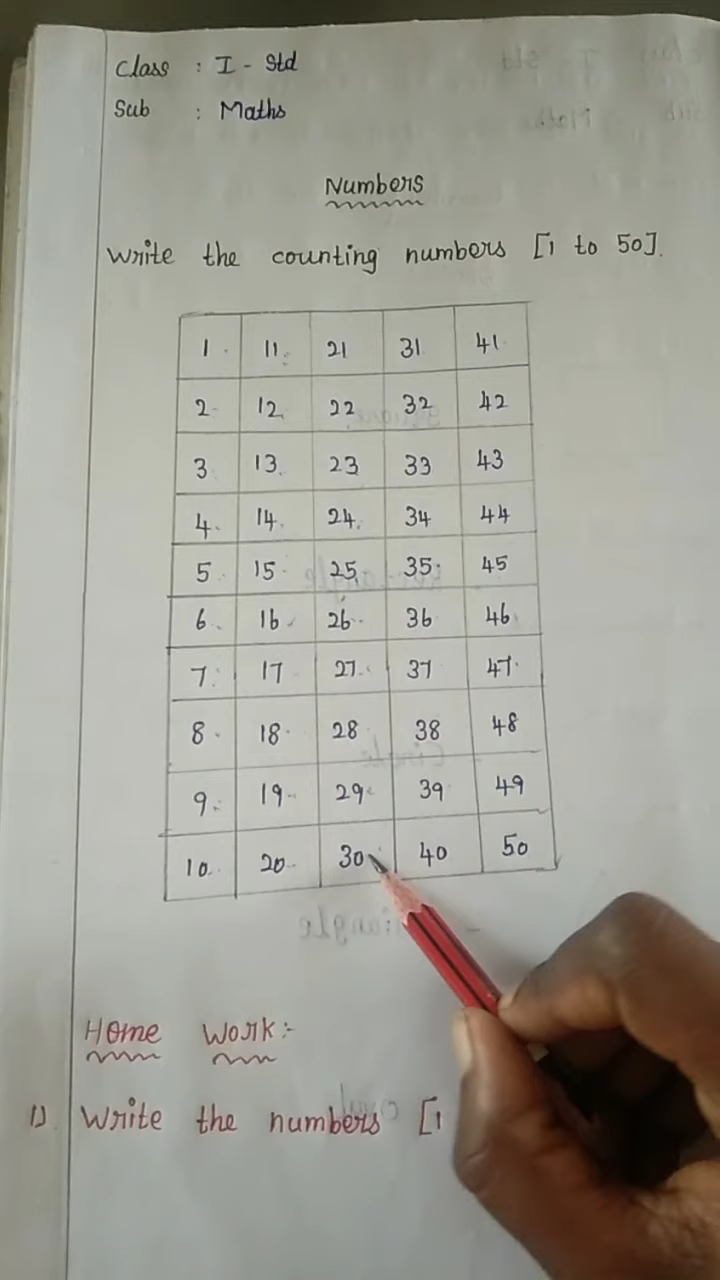 Class : I - Std
Sub : Maths
Numbers
Write the counting numbers [1 to 50].
1 11 21 31 41
2 12 22 32 42
3 13 23 33 43
4 14 24 34 44
5 15 25 35 45
6 16 26 36 46
7 17 27 37 47
8 18 28 38 48
9 19 29 39 49
10 20 30 40 50
Home Work:-
1) Write the numbers [1